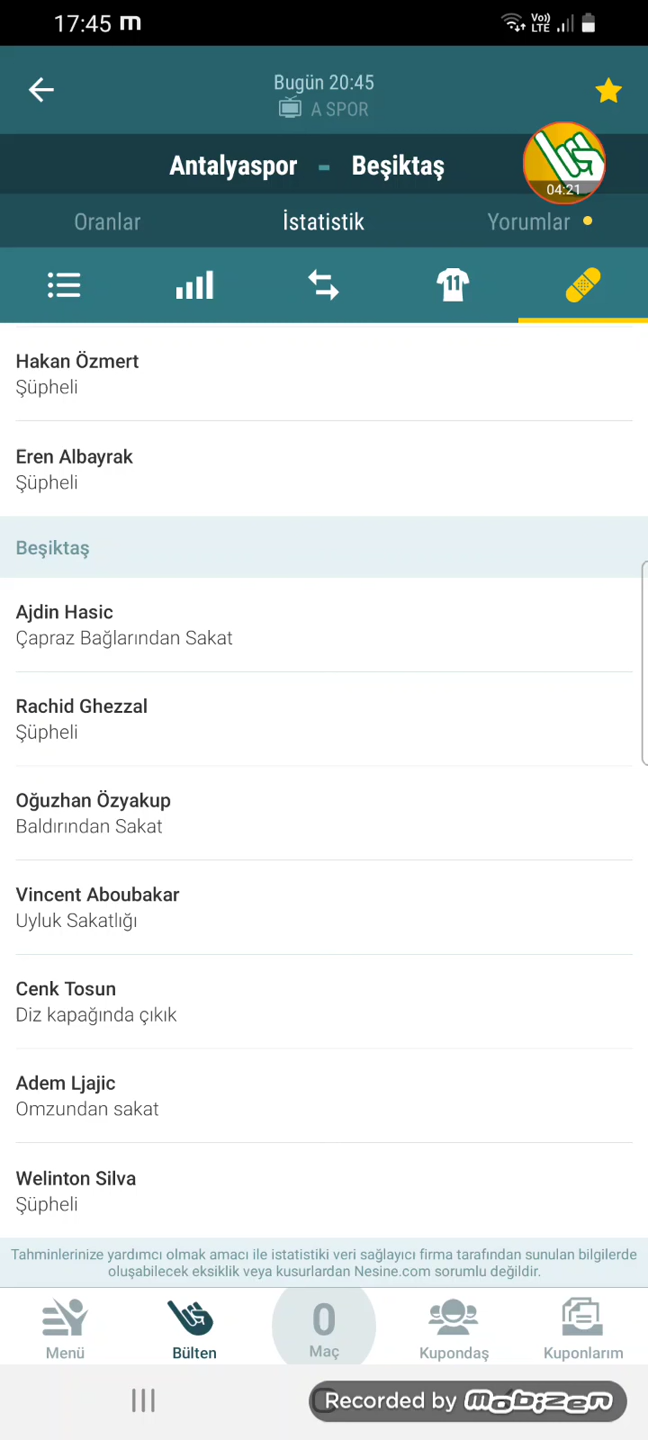 17:45 m
Vo))
LTE
Bugün 20:45
A SPOR
Antalyaspor - Beşiktaş
04:21
Oranlar İstatistik Yorumlar
11
Hakan Özmert
Şüpheli
Eren Albayrak
Şüpheli
Beşiktaş
Ajdin Hasic
Çapraz Bağlarından Sakat
Rachid Ghezzal
Şüpheli
Oğuzhan Özyakup
Baldırından Sakat
Vincent Aboubakar
Uyluk Sakatlığı
Cenk Tosun
Diz kapağında çıkık
Adem Ljajic
Omzundan sakat
Welinton Silva
Şüpheli
Tahminlerinize yardımcı olmak amacı ile istatistiki veri sağlayıcı firma tarafından sunulan bilgilerde
oluşabilecek eksiklik veya kusurlardan Nesine.com sorumlu değildir.
0
Menü Bülten Maç Kupondaş Kuponlarım
Recorded by mobizen